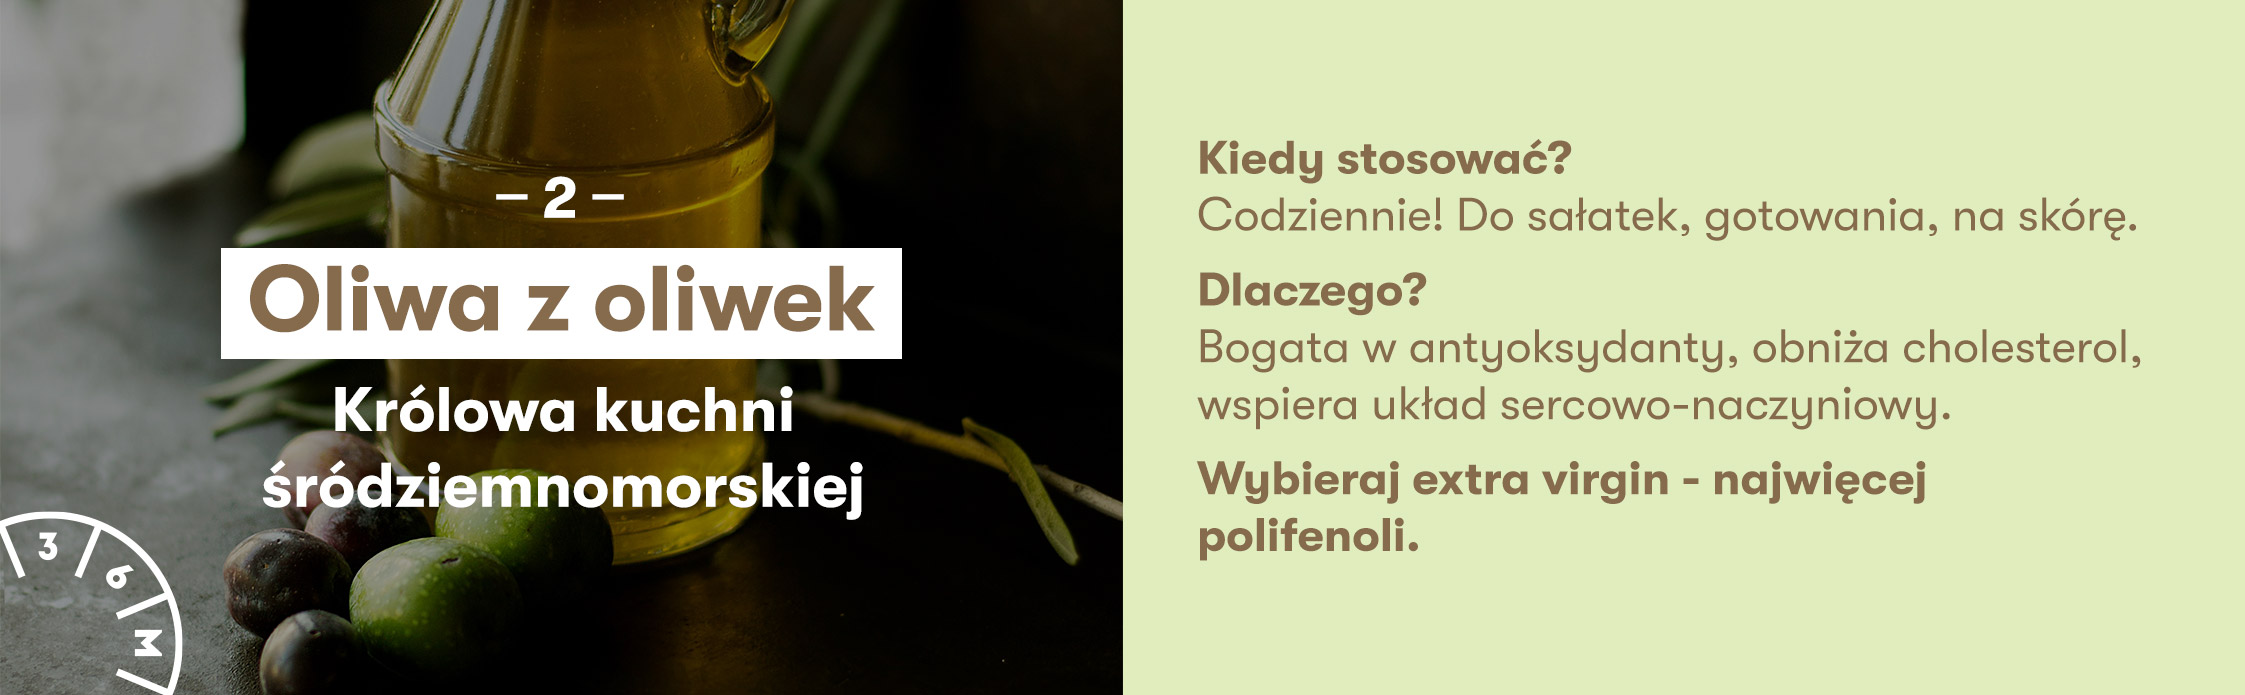 – 2 –
Oliwa z oliwek
Królowa kuchni
śródziemnomorskiej
3
6
M
Kiedy stosować?
Codziennie! Do sałatek, gotowania, na skórę.
Dlaczego?
Bogata w antyoksydanty, obniża cholesterol,
wspiera układ sercowo-naczyniowy.
Wybieraj extra virgin - najwięcej
polifenoli.